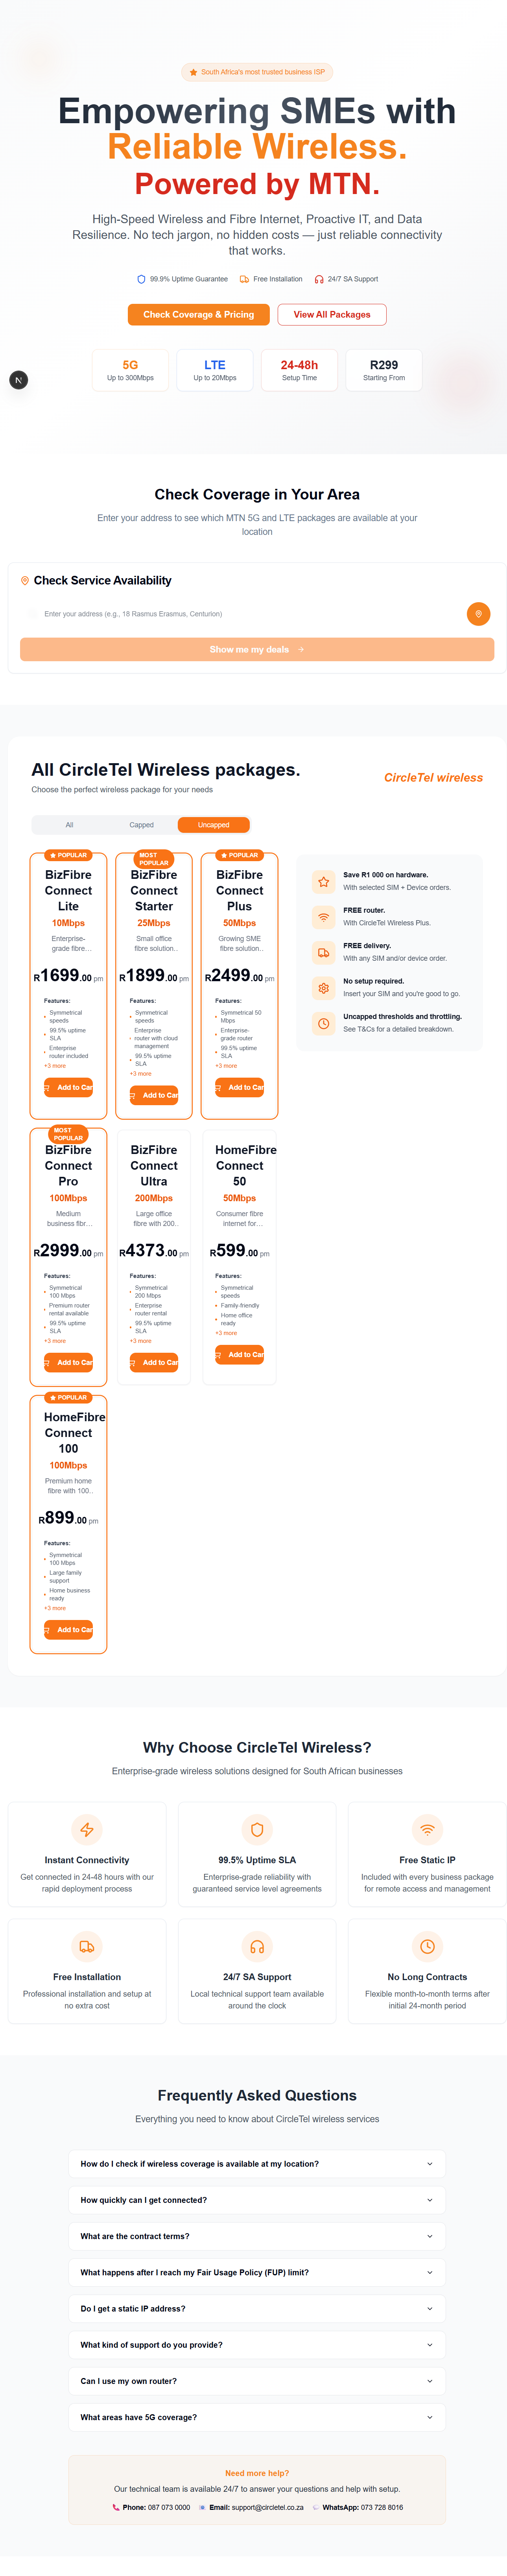 South Africa's most trusted business ISP
Empowering SMEs with
Reliable Wireless.
Powered by MTN.
High-Speed Wireless and Fibre Internet, Proactive IT, and Data
Resilience. No tech jargon, no hidden costs — just reliable connectivity
that works.
99.9% Uptime Guarantee
Free Installation
24/7 SA Support
Check Coverage & Pricing
View All Packages
5G
Up to 300Mbps
LTE
Up to 20Mbps
24-48h
Setup Time
R299
Starting From
N
Check Coverage in Your Area
Enter your address to see which MTN 5G and LTE packages are available at your
location
Check Service Availability
Enter your address (e.g., 18 Rasmus Erasmus, Centurion)
Show me my deals
All CircleTel Wireless packages.
Choose the perfect wireless package for your needs
CircleTel wireless
All
Capped
Uncapped
POPULAR
BizFibre
Connect
Lite
10Mbps
Enterprise-
grade fibre…
R1699.00 pm
Features:
Symmetrical
speeds
99.5% uptime
SLA
Enterprise
router included
+3 more
Add to Car
MOST
POPULAR
BizFibre
Connect
Starter
25Mbps
Small office
fibre solution…
R1899.00 pm
Features:
Symmetrical
speeds
Enterprise
router with cloud
management
99.5% uptime
SLA
+3 more
Add to Car
POPULAR
BizFibre
Connect
Plus
50Mbps
Growing SME
fibre solution…
R2499.00 pm
Features:
Symmetrical 50
Mbps
Enterprise-
grade router
99.5% uptime
SLA
+3 more
Add to Car
Save R1 000 on hardware.
With selected SIM + Device orders.
FREE router.
With CircleTel Wireless Plus.
FREE delivery.
With any SIM and/or device order.
No setup required.
Insert your SIM and you're good to go.
Uncapped thresholds and throttling.
See T&Cs for a detailed breakdown.
MOST
POPULAR
BizFibre
Connect
Pro
100Mbps
Medium
business fibr…
R2999.00 pm
Features:
Symmetrical
100 Mbps
Premium router
rental available
99.5% uptime
SLA
+3 more
Add to Car
BizFibre
Connect
Ultra
200Mbps
Large office
fibre with 200…
R4373.00 pm
Features:
Symmetrical
200 Mbps
Enterprise
router rental
99.5% uptime
SLA
+3 more
Add to Car
HomeFibre
Connect
50
50Mbps
Consumer fibre
internet for…
R599.00 pm
Features:
Symmetrical
speeds
Family-friendly
Home office
ready
+3 more
Add to Car
POPULAR
HomeFibre
Connect
100
100Mbps
Premium home
fibre with 100…
R899.00 pm
Features:
Symmetrical
100 Mbps
Large family
support
Home business
ready
+3 more
Add to Car
Why Choose CircleTel Wireless?
Enterprise-grade wireless solutions designed for South African businesses
Instant Connectivity
Get connected in 24-48 hours with our
rapid deployment process
99.5% Uptime SLA
Enterprise-grade reliability with
guaranteed service level agreements
Free Static IP
Included with every business package
for remote access and management
Free Installation
Professional installation and setup at
no extra cost
24/7 SA Support
Local technical support team available
around the clock
No Long Contracts
Flexible month-to-month terms after
initial 24-month period
Frequently Asked Questions
Everything you need to know about CircleTel wireless services
How do I check if wireless coverage is available at my location?
How quickly can I get connected?
What are the contract terms?
What happens after I reach my Fair Usage Policy (FUP) limit?
Do I get a static IP address?
What kind of support do you provide?
Can I use my own router?
What areas have 5G coverage?
Need more help?
Our technical team is available 24/7 to answer your questions and help with setup.
Phone: 087 073 0000
Email: support@circletel.co.za
WhatsApp: 073 728 8016